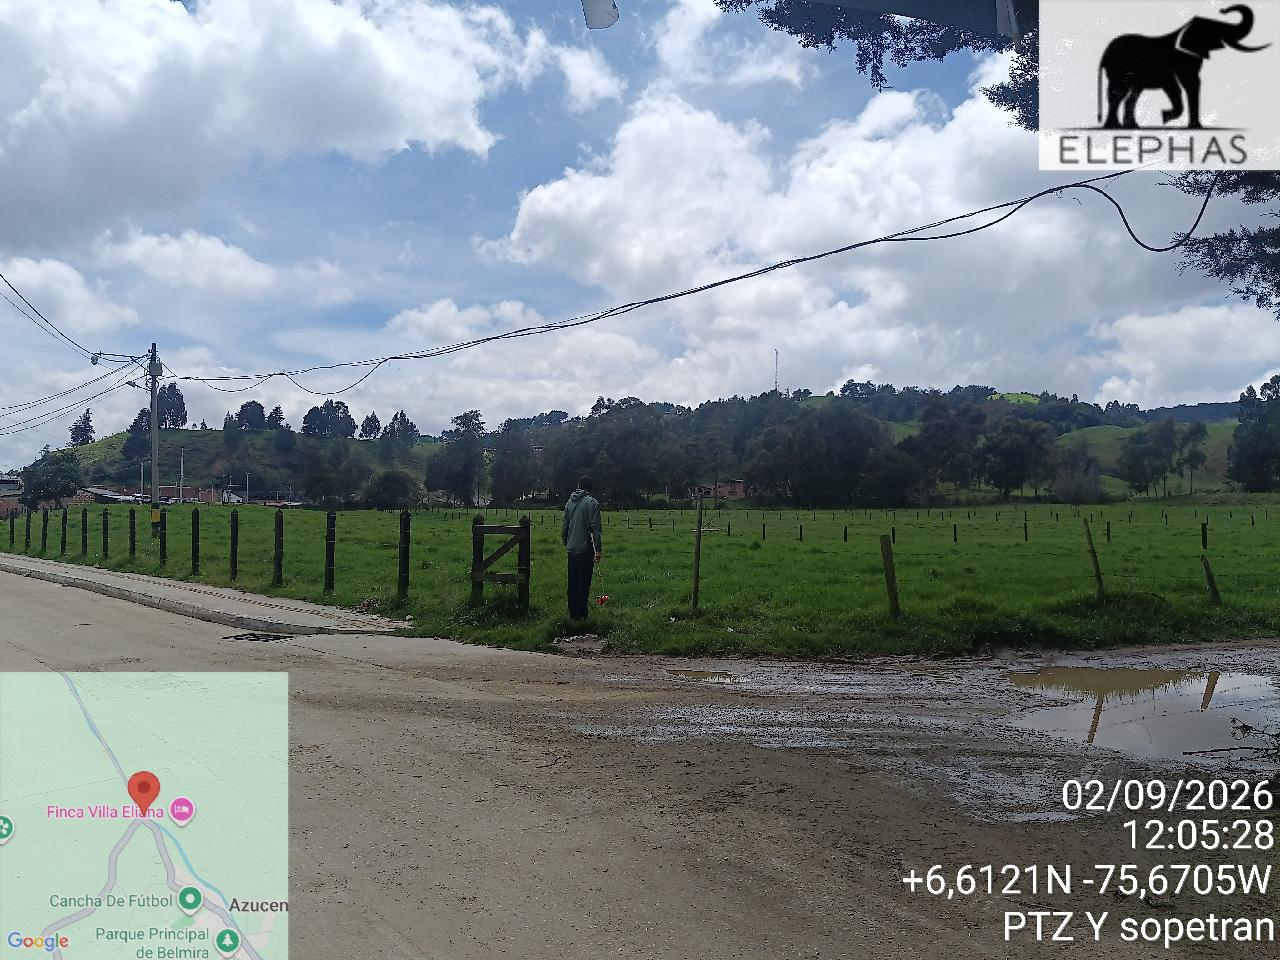 ELEPHAS
Finca Villa Eliana
Cancha De Fútbol
Azucen
Parque Principal
de Belmira
Google
02/09/2026
12:05:28
+6,6121N -75,6705W
PTZ Y sopetran